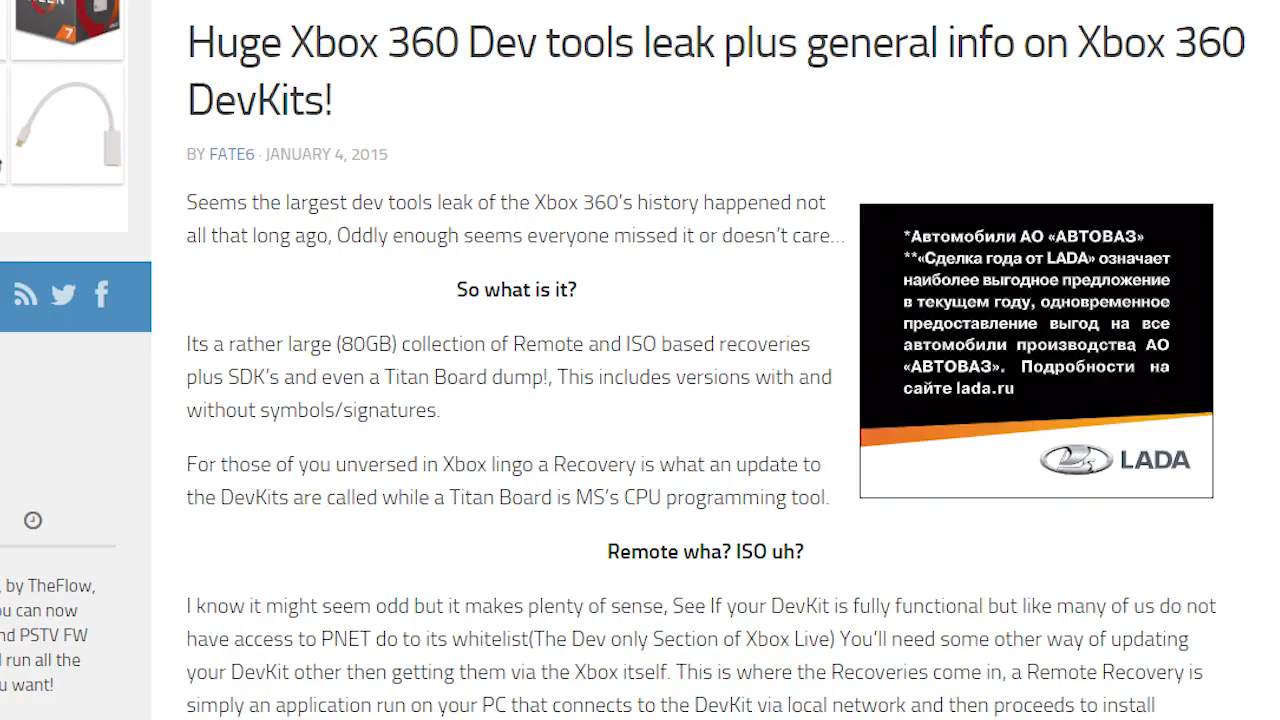 7
Huge Xbox 360 Dev tools leak plus general info on Xbox 360
DevKits!
BY FATE6 · JANUARY 4, 2015
Seems the largest dev tools leak of the Xbox 360’s history happened not
all that long ago, Oddly enough seems everyone missed it or doesn’t care…
So what is it?
Its a rather large (80GB) collection of Remote and ISO based recoveries
plus SDK’s and even a Titan Board dump!, This includes versions with and
without symbols/signatures.
For those of you unversed in Xbox lingo a Recovery is what an update to
the DevKits are called while a Titan Board is MS’s CPU programming tool.
*Автомобили АО «АВТОВАЗ»
**«Сделка года от LADA» означает
наиболее выгодное предложение
в текущем году, одновременное
предоставление выгод на все
автомобили производства АО
«АВТОВАЗ». Подробности на
сайте lada.ru
LADA
Remote wha? ISO uh?
I know it might seem odd but it makes plenty of sense, See If your DevKit is fully functional but like many of us do not
have access to PNET do to its whitelist(The Dev only Section of Xbox Live) You’ll need some other way of updating
your DevKit other then getting them via the Xbox itself. This is where the Recoveries come in, a Remote Recovery is
simply an application run on your PC that connects to the DevKit via local network and then proceeds to install
, by TheFlow,
ou can now
nd PSTV FW
run all the
u want!